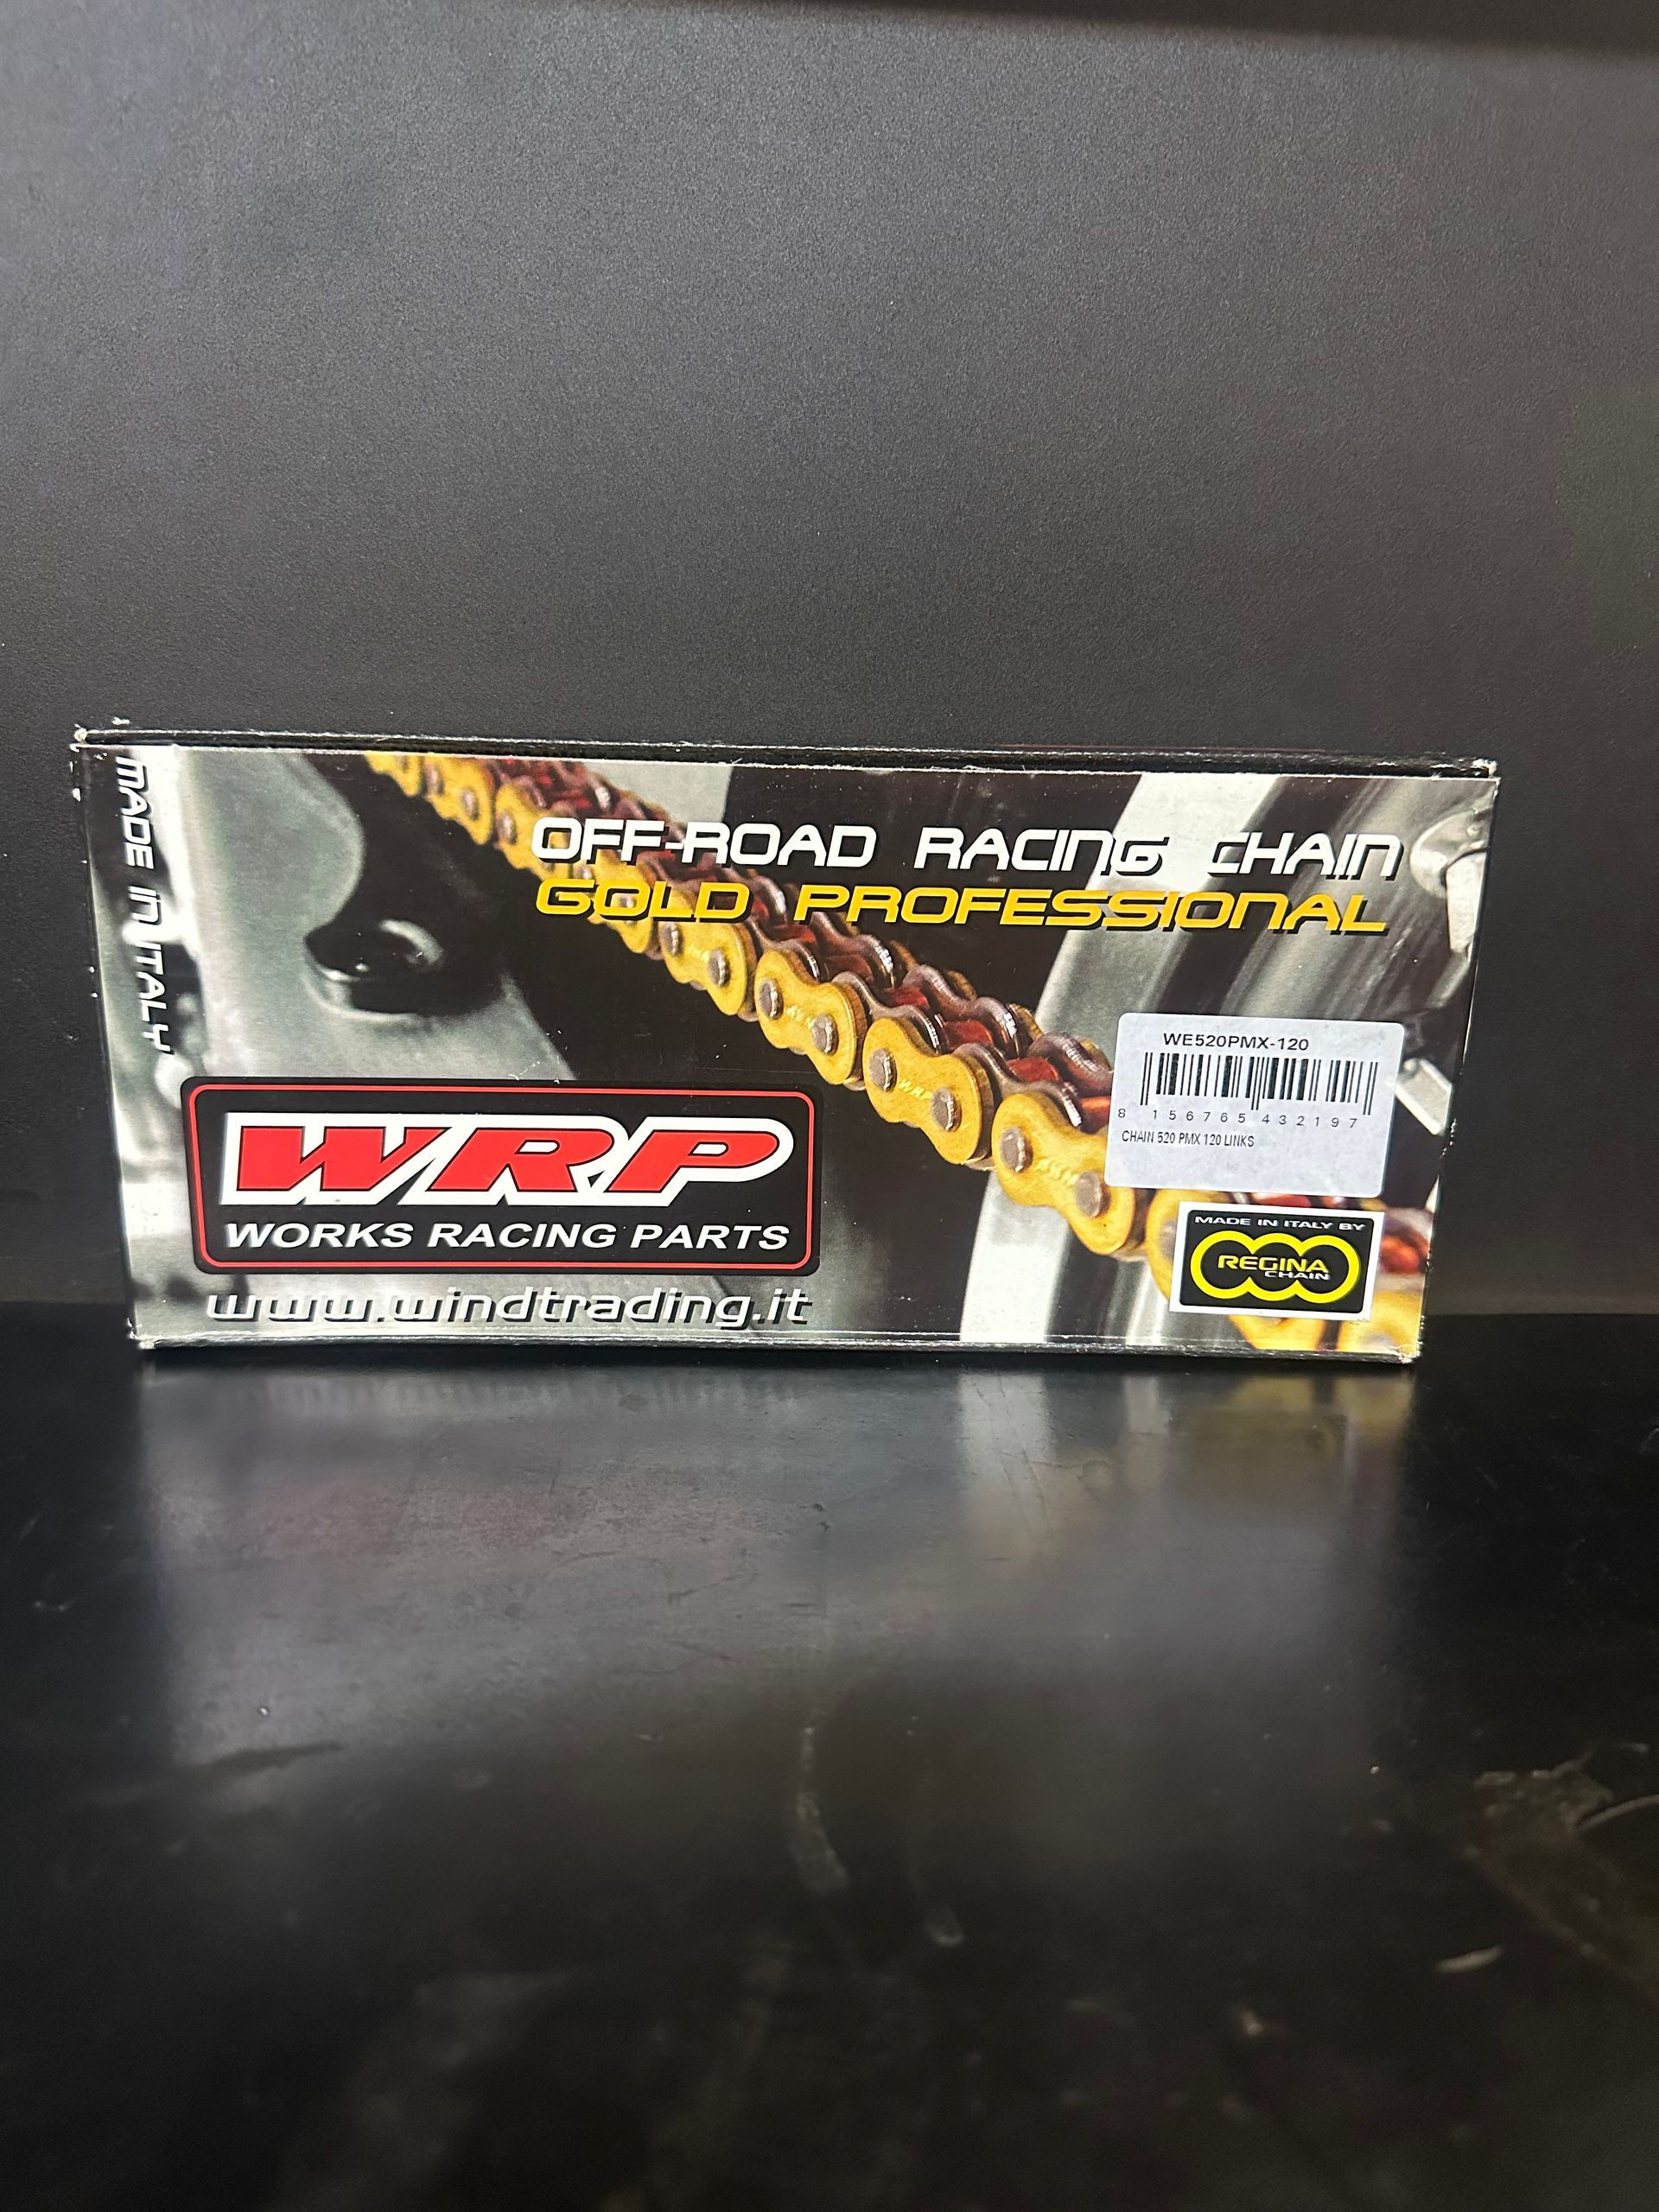 MADE IN ITALY
OFF-ROAD RACING CHAIN
GOLD PROFESSIONAL
WE520PMX-120
8 156765 432197
CHAIN 520 PMX 120 LINKS
WRP
WRP
WORKS RACING PARTS
www.windtrading.it
MADE IN ITALY BY
REGINA
CHAIN